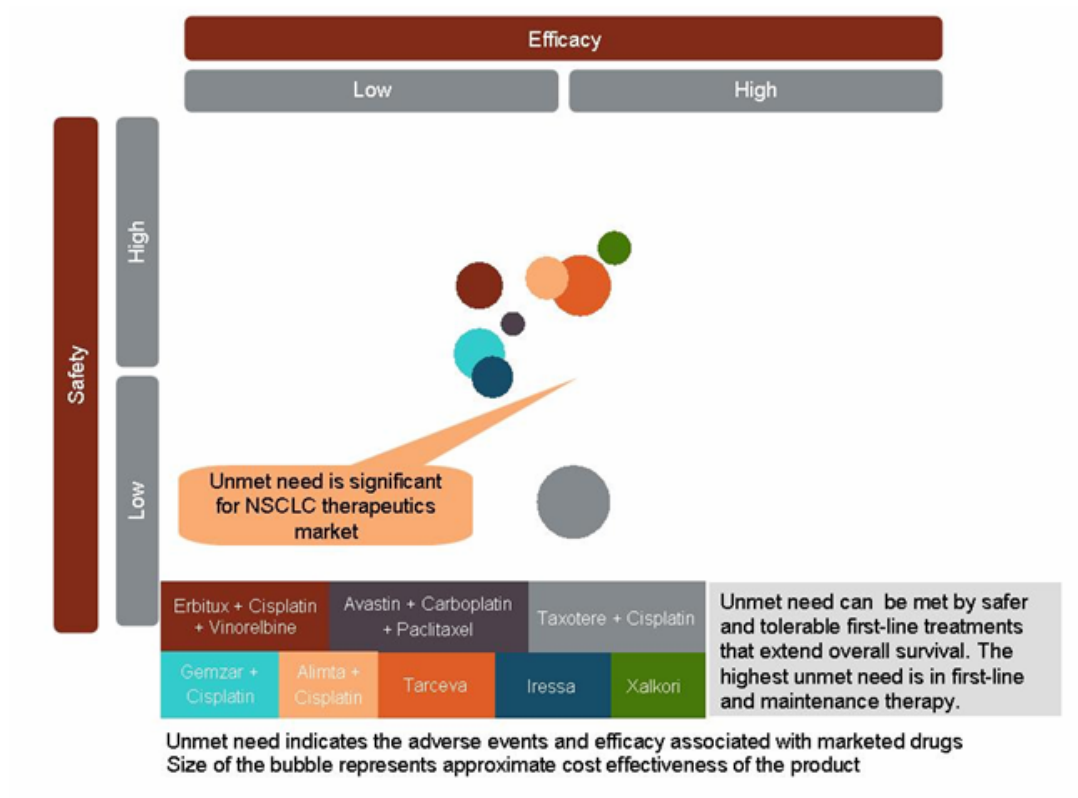 Efficacy
Low
High
Safety
High
Low
Unmet need is significant
for NSCLC therapeutics
market
Erbitux + Cisplatin
+ Vinorelbine
Avastin + Carboplatin
+ Paclitaxel
Taxotere + Cisplatin
Gemzar +
Cisplatin
Alimta +
Cisplatin
Tarceva
Iressa
Xalkori
Unmet need can be met by safer
and tolerable first-line treatments
that extend overall survival. The
highest unmet need is in first-line
and maintenance therapy.
Unmet need indicates the adverse events and efficacy associated with marketed drugs
Size of the bubble represents approximate cost effectiveness of the product